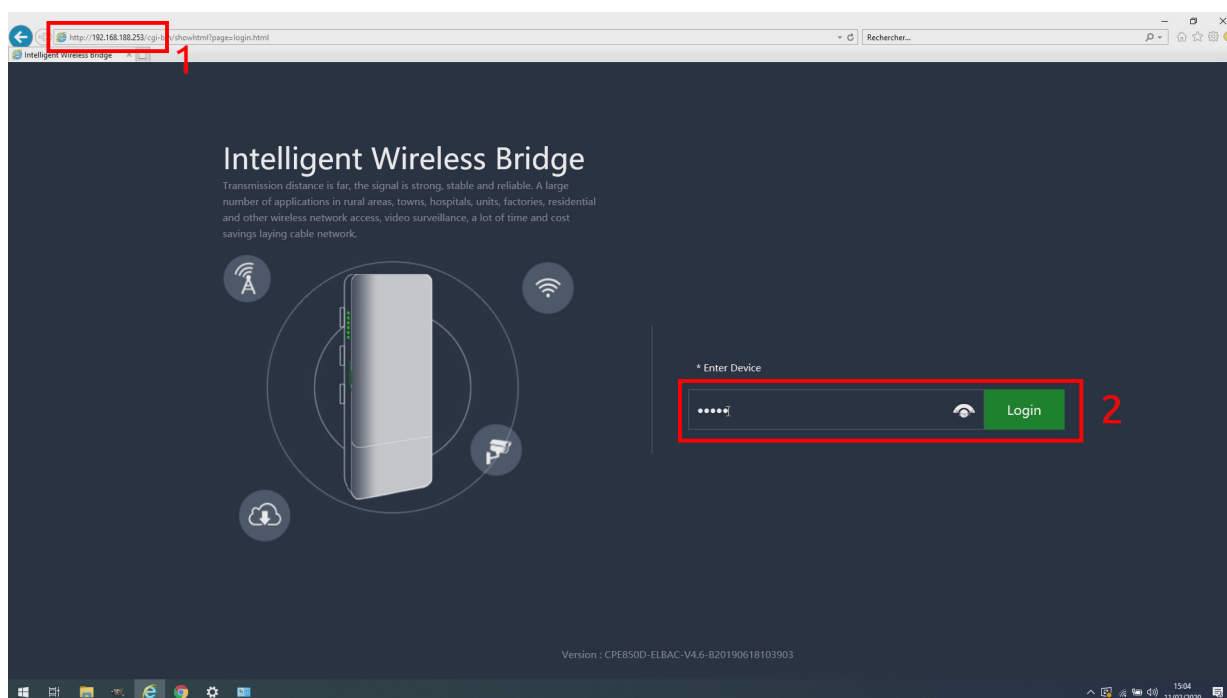 http://192.168.188.253/cgi-bin/showhtml?page=login.html
Rechercher...
Intelligent Wireless Bridge
1
Intelligent Wireless Bridge
Transmission distance is far, the signal is strong, stable and reliable. A large
number of applications in rural areas, towns, hospitals, units, factories, residential
and other wireless network access, video surveillance, a lot of time and cost
savings laying cable network.
* Enter Device
•••••
Login
2
Version : CPE850D-ELBAC-V4.6-B20190618103903
15:04
11/02/2020